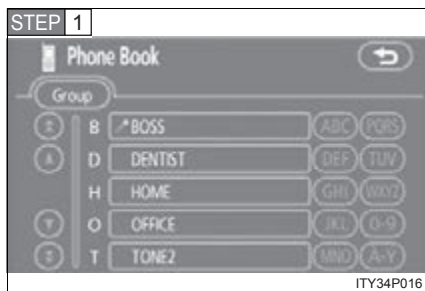 STEP 1
Phone Book
Group
B BOSS ABC PQRS
D DENTIST DEF TUV
H HOME GHI WXYZ
O OFFICE JKL 0-9
T TONE2 MNO A-Y
ITY34P016